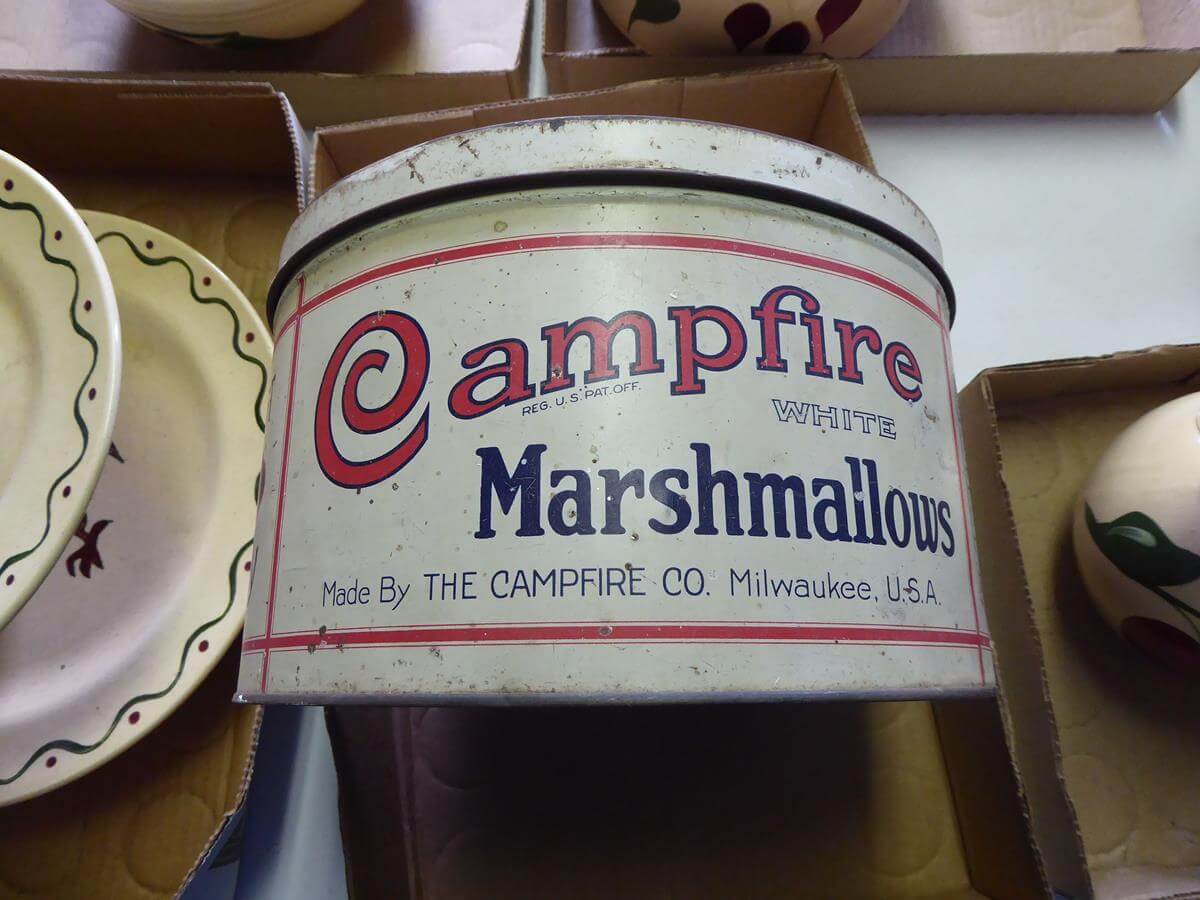 Campfire
REG. U.S. PAT. OFF.
WHITE
Marshmallows
Made By THE CAMPFIRE CO. Milwaukee, U.S.A.